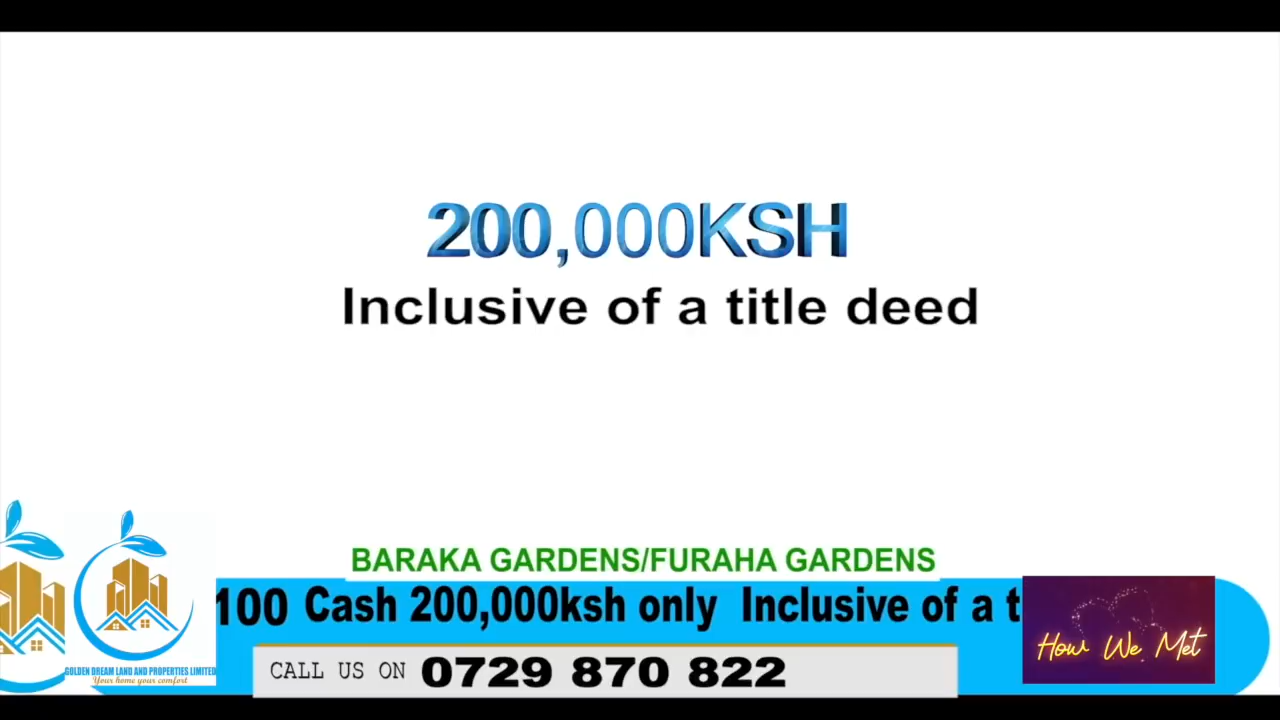 200,000KSH
Inclusive of a title deed
BARAKA GARDENS/FURAHA GARDENS
100 Cash 200,000ksh only Inclusive of a t
GOLDEN DREAM LAND AND PROPERTIES LIMITED
Your home your comfort
CALL US ON 0729 870 822
How We Met